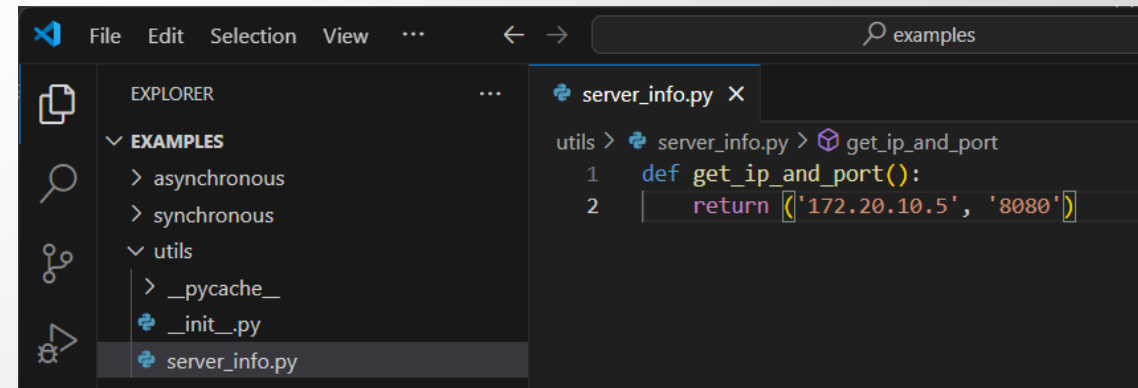 File Edit Selection View ··· ← → examples
EXPLORER ···
EXAMPLES
asynchronous
synchronous
utils
__pycache__
__init__.py
server_info.py
server_info.py ×
utils > server_info.py > get_ip_and_port
1 def get_ip_and_port():
2 return ('172.20.10.5', '8080')